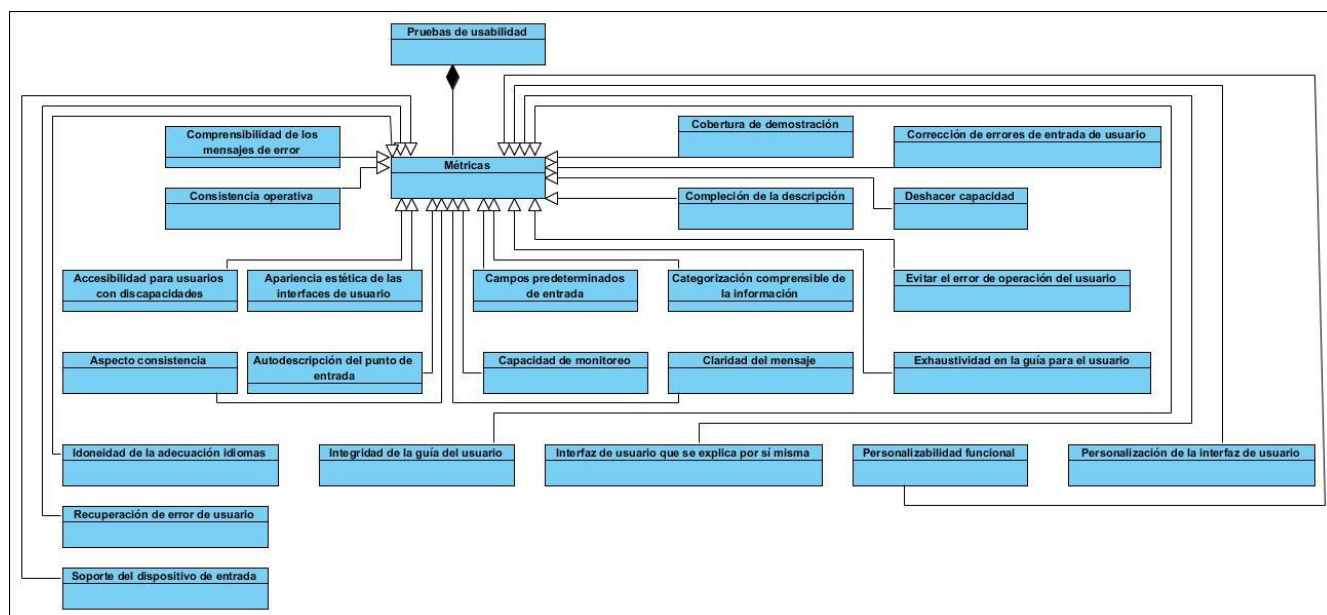 Pruebas de usabilidad
Comprensibilidad de los
mensajes de error
Cobertura de demostración
Corrección de errores de entrada de usuario
Métricas
Consistencia operativa
Compleción de la descripción
Deshacer capacidad
Accesibilidad para usuarios
con discapacidades
Apariencia estética de las
interfaces de usuario
Campos predeterminados
de entrada
Categorización comprensible de
la información
Evitar el error de operación del usuario
Aspecto consistencia
Autodescripción del punto de
entrada
Capacidad de monitoreo
Claridad del mensaje
Exhaustividad en la guía para el usuario
Idoneidad de la adecuación idiomas
Integridad de la guía del usuario
Interfaz de usuario que se explica por sí misma
Personalizabilidad funcional
Personalización de la interfaz de usuario
Recuperación de error de usuario
Soporte del dispositivo de entrada